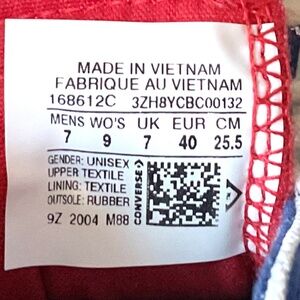 MADE IN VIETNAM
FABRIQUE AU VIETNAM
168612C 3ZH8YCBC00132
MENS WO'S UK EUR CM
7 9 7 40 25.5
GENDER: UNISEX
UPPER TEXTILE
LINING: TEXTILE
OUTSOLE: RUBBER
9Z 2004 M88
CONVERSE